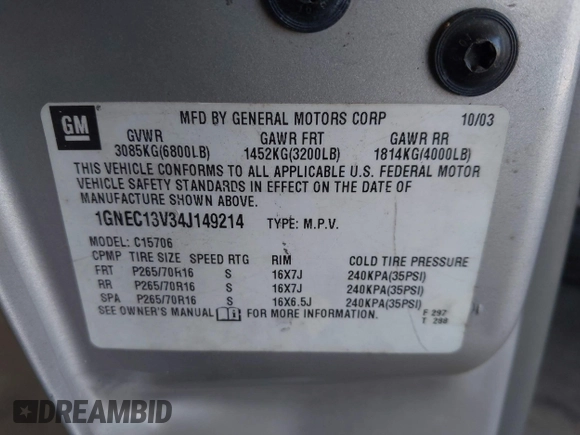 GM
MFD BY GENERAL MOTORS CORP 10/03
GVWR GAWR FRT GAWR RR
3085KG(6800LB) 1452KG(3200LB) 1814KG(4000LB)
THIS VEHICLE CONFORMS TO ALL APPLICABLE U.S. FEDERAL MOTOR
VEHICLE SAFETY STANDARDS IN EFFECT ON THE DATE OF
MANUFACTURE SHOWN ABOVE.
1GNEC13V34J149214 TYPE: M.P.V.
MODEL: C15706
CPMP TIRE SIZE SPEED RTG RIM COLD TIRE PRESSURE
FRT P265/70R16 S 16X7J 240KPA(35PSI)
RR P265/70R16 S 16X7J 240KPA(35PSI)
SPA P265/70R16 S 16X6.5J 240KPA(35PSI)
SEE OWNER'S MANUAL FOR MORE INFORMATION.
F 297
T 298
DREAMBID